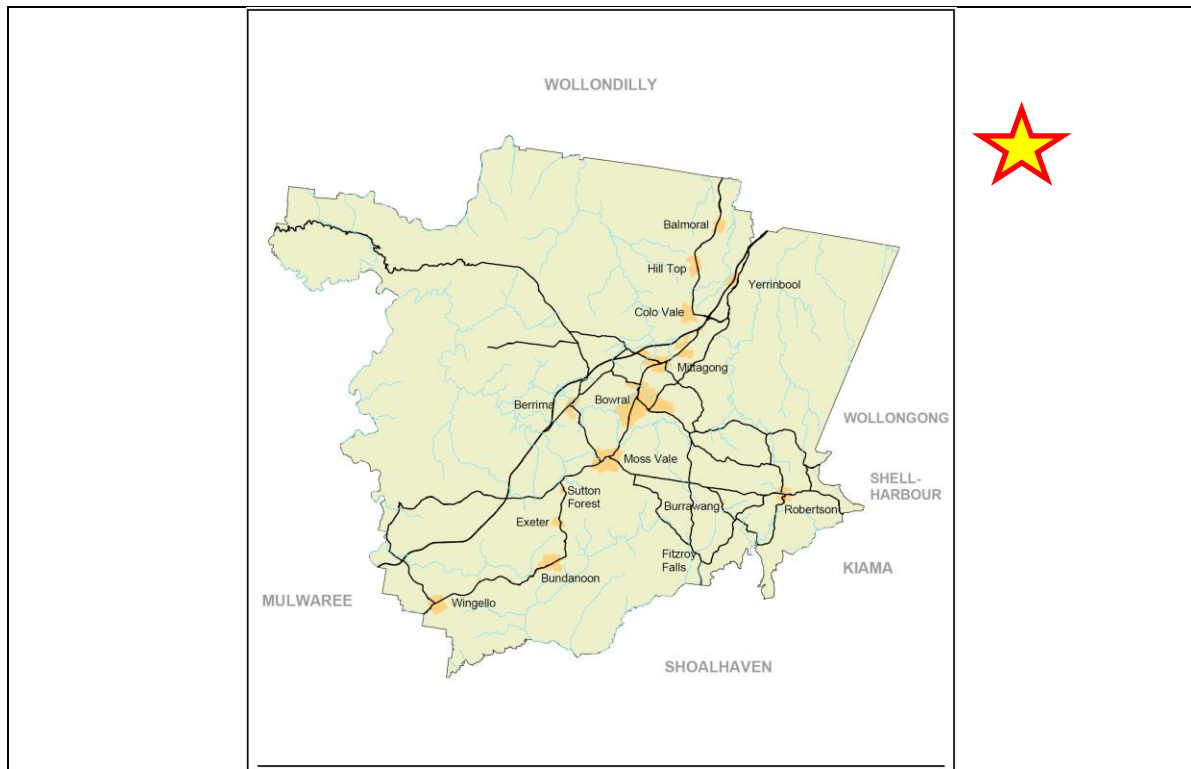 WOLLONDILLY
Balmoral
Hill Top
Yerrinbool
Colo Vale
Mittagong
Berrima
Bowral
WOLLONGONG
Moss Vale
SHELL-
HARBOUR
Sutton
Forest
Burrawang
Robertson
Exeter
Fitzroy
Falls
KIAMA
Bundanoon
MULWAREE
Wingello
SHOALHAVEN